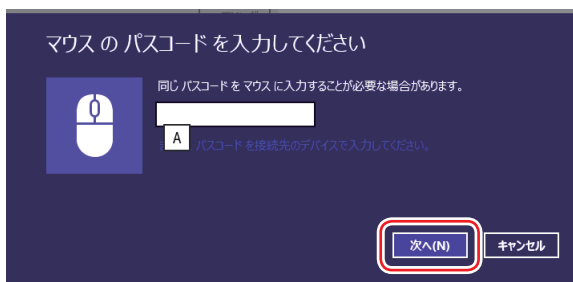 マウス の パスコード を入力してください
同じ パスコード を マウス に入力することが必要な場合があります。
A
パスコード を接続先のデバイスで入力してください。
次へ(N)
キャンセル